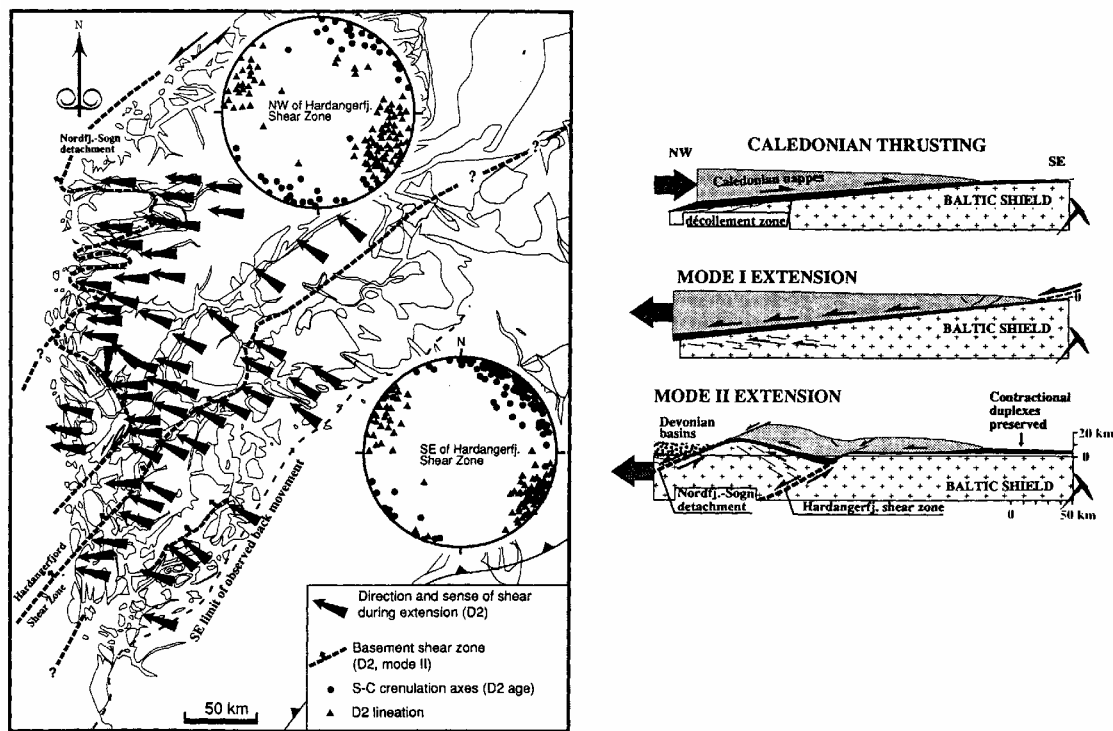 N
Nordfj.-Sogn
detachment
NW of Hardangerfj.
Shear Zone
?
?
?
?
N
SE of Hardangerfj.
Shear Zone
SE limit of observed back movement
Hardangerfjord
Shear Zone
?
50 km
Direction and sense of shear
during extension (D2)
Basement shear zone
(D2, mode II)
S-C crenulation axes (D2 age)
D2 lineation
CALEDONIAN THRUSTING
NW
SE
Caledonian nappes
BALTIC SHIELD
décollement zone
MODE I EXTENSION
0
BALTIC SHIELD
MODE II EXTENSION
Contractional
duplexes
preserved
Devonian
basins
20 km
0
BALTIC SHIELD
Nordfj.-Sogn
detachment
Hardangerfj. shear zone
0 50 km